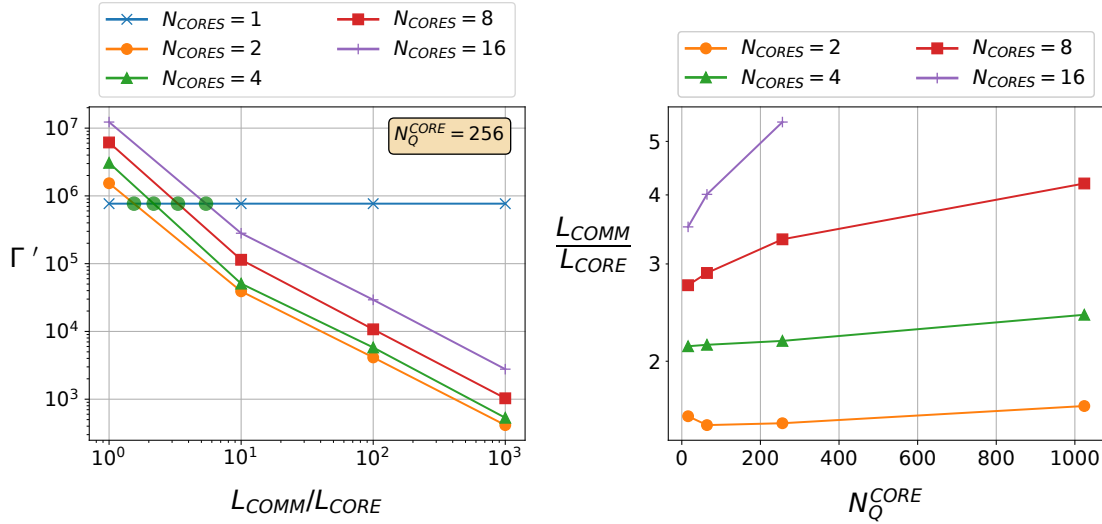 N_CORES = 1
N_CORES = 2
N_CORES = 4
N_CORES = 8
N_CORES = 16
N_Q^CORE = 256
10^7
10^6
10^5
10^4
10^3
Γ ′
10^0
10^1
10^2
10^3
L_COMM/L_CORE
N_CORES = 2
N_CORES = 4
N_CORES = 8
N_CORES = 16
5
4
3
2
L_COMM
L_CORE
0
200
400
600
800
1000
N_Q^CORE